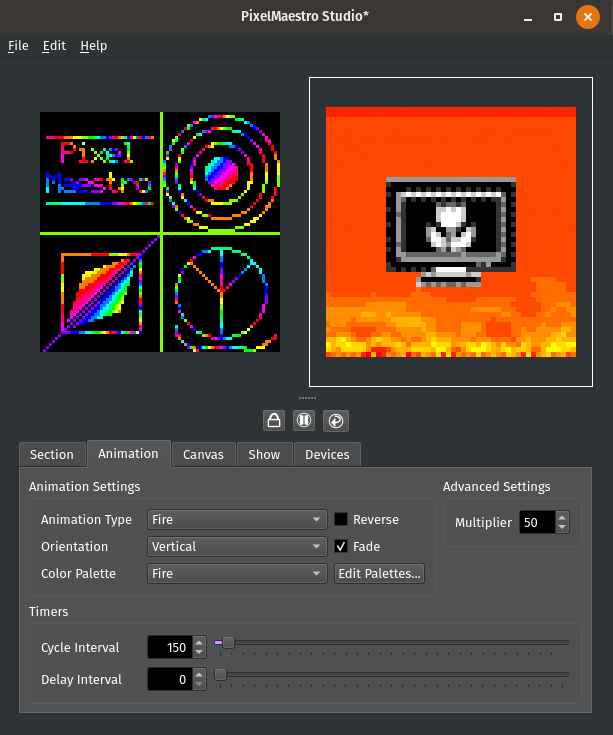 PixelMaestro Studio*
File Edit Help
Pixel
Maestro
Section Animation Canvas Show Devices
Animation Settings
Advanced Settings
Animation Type Fire Reverse
Multiplier 50
Orientation Vertical Fade
Color Palette Fire Edit Palettes...
Timers
Cycle Interval 150
Delay Interval 0